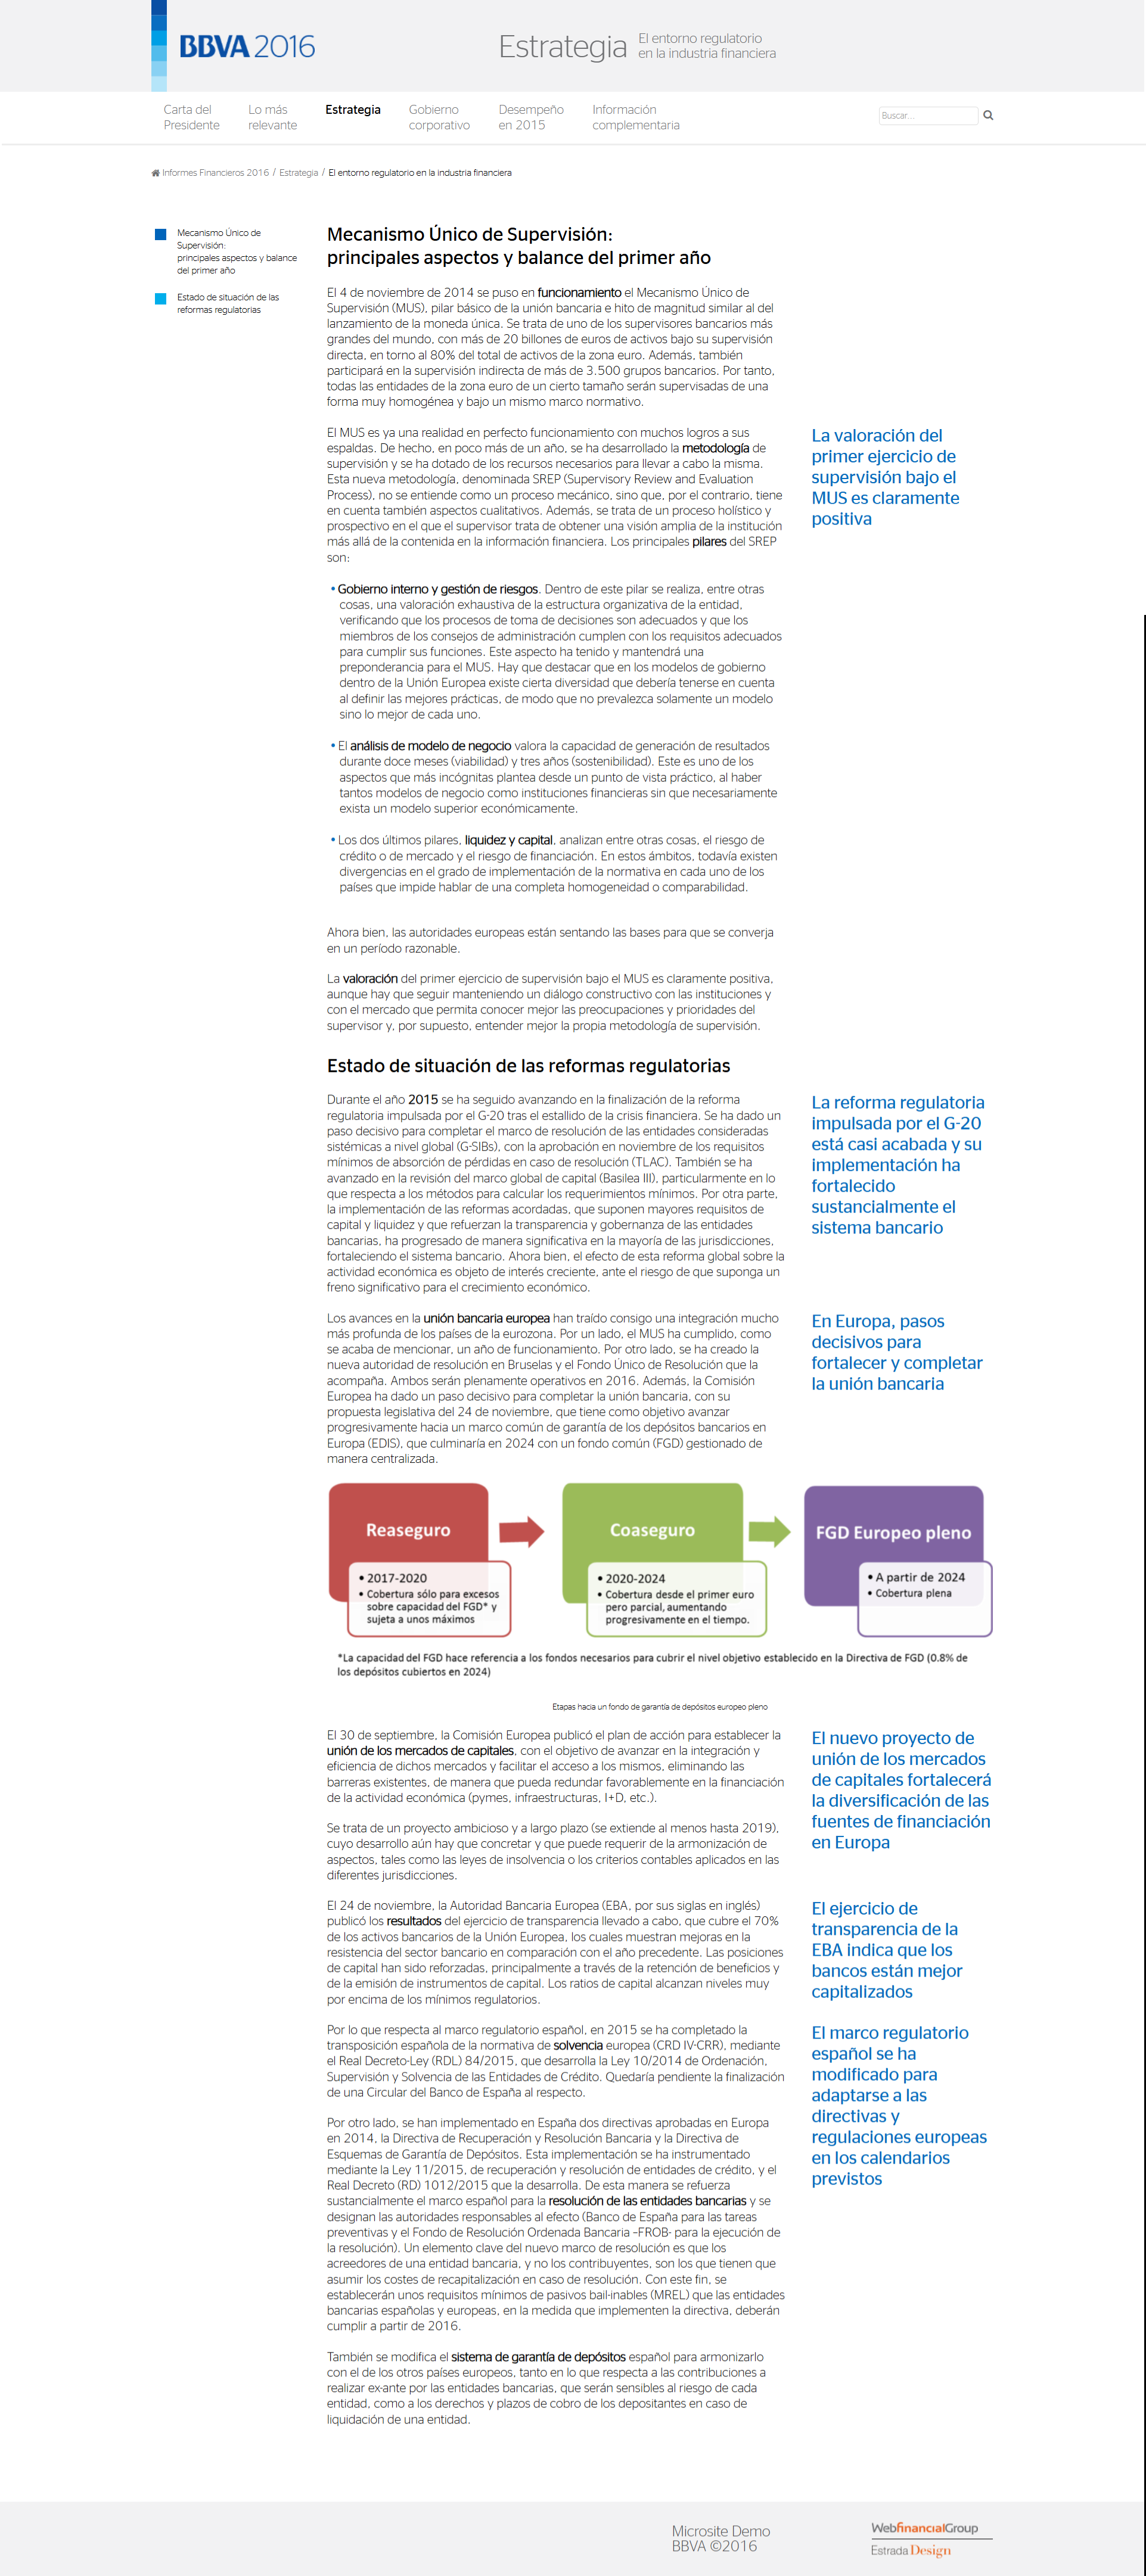 BBVA 2016
Estrategia
El entorno regulatorio
en la industria financiera
Carta del
Presidente
Lo más
relevante
Estrategia
Gobierno
corporativo
Desempeño
en 2015
Información
complementaria
Buscar...
Informes Financieros 2016 / Estrategia / El entorno regulatorio en la industria financiera
Mecanismo Único de
Supervisión:
principales aspectos y balance
del primer año
Estado de situación de las
reformas regulatorias
Mecanismo Único de Supervisión:
principales aspectos y balance del primer año
El 4 de noviembre de 2014 se puso en funcionamiento el Mecanismo Único de
Supervisión (MUS), pilar básico de la unión bancaria e hito de magnitud similar al del
lanzamiento de la moneda única. Se trata de uno de los supervisores bancarios más
grandes del mundo, con más de 20 billones de euros de activos bajo su supervisión
directa, en torno al 80% del total de activos de la zona euro. Además, también
participará en la supervisión indirecta de más de 3.500 grupos bancarios. Por tanto,
todas las entidades de la zona euro de un cierto tamaño serán supervisadas de una
forma muy homogénea y bajo un mismo marco normativo.
El MUS es ya una realidad en perfecto funcionamiento con muchos logros a sus
espaldas. De hecho, en poco más de un año, se ha desarrollado la metodología de
supervisión y se ha dotado de los recursos necesarios para llevar a cabo la misma.
Esta nueva metodología, denominada SREP (Supervisory Review and Evaluation
Process), no se entiende como un proceso mecánico, sino que, por el contrario, tiene
en cuenta también aspectos cualitativos. Además, se trata de un proceso holístico y
prospectivo en el que el supervisor trata de obtener una visión amplia de la institución
más allá de la contenida en la información financiera. Los principales pilares del SREP
son:
La valoración del
primer ejercicio de
supervisión bajo el
MUS es claramente
positiva
• Gobierno interno y gestión de riesgos. Dentro de este pilar se realiza, entre otras
cosas, una valoración exhaustiva de la estructura organizativa de la entidad,
verificando que los procesos de toma de decisiones son adecuados y que los
miembros de los consejos de administración cumplen con los requisitos adecuados
para cumplir sus funciones. Este aspecto ha tenido y mantendrá una
preponderancia para el MUS. Hay que destacar que en los modelos de gobierno
dentro de la Unión Europea existe cierta diversidad que debería tenerse en cuenta
al definir las mejores prácticas, de modo que no prevalezca solamente un modelo
sino lo mejor de cada uno.
• El análisis de modelo de negocio valora la capacidad de generación de resultados
durante doce meses (viabilidad) y tres años (sostenibilidad). Este es uno de los
aspectos que más incógnitas plantea desde un punto de vista práctico, al haber
tantos modelos de negocio como instituciones financieras sin que necesariamente
exista un modelo superior económicamente.
• Los dos últimos pilares, liquidez y capital, analizan entre otras cosas, el riesgo de
crédito o de mercado y el riesgo de financiación. En estos ámbitos, todavía existen
divergencias en el grado de implementación de la normativa en cada uno de los
países que impide hablar de una completa homogeneidad o comparabilidad.
Ahora bien, las autoridades europeas están sentando las bases para que se converja
en un período razonable.
La valoración del primer ejercicio de supervisión bajo el MUS es claramente positiva,
aunque hay que seguir manteniendo un diálogo constructivo con las instituciones y
con el mercado que permita conocer mejor las preocupaciones y prioridades del
supervisor y, por supuesto, entender mejor la propia metodología de supervisión.
Estado de situación de las reformas regulatorias
Durante el año 2015 se ha seguido avanzando en la finalización de la reforma
regulatoria impulsada por el G-20 tras el estallido de la crisis financiera. Se ha dado un
paso decisivo para completar el marco de resolución de las entidades consideradas
sistémicas a nivel global (G-SIBs), con la aprobación en noviembre de los requisitos
mínimos de absorción de pérdidas en caso de resolución (TLAC). También se ha
avanzado en la revisión del marco global de capital (Basilea III), particularmente en lo
que respecta a los métodos para calcular los requerimientos mínimos. Por otra parte,
la implementación de las reformas acordadas, que suponen mayores requisitos de
capital y liquidez y que refuerzan la transparencia y gobernanza de las entidades
bancarias, ha progresado de manera significativa en la mayoría de las jurisdicciones,
fortaleciendo el sistema bancario. Ahora bien, el efecto de esta reforma global sobre la
actividad económica es objeto de interés creciente, ante el riesgo de que suponga un
freno significativo para el crecimiento económico.
La reforma regulatoria
impulsada por el G-20
está casi acabada y su
implementación ha
fortalecido
sustancialmente el
sistema bancario
Los avances en la unión bancaria europea han traído consigo una integración mucho
más profunda de los países de la eurozona. Por un lado, el MUS ha cumplido, como
se acaba de mencionar, un año de funcionamiento. Por otro lado, se ha creado la
nueva autoridad de resolución en Bruselas y el Fondo Único de Resolución que la
acompaña. Ambos serán plenamente operativos en 2016. Además, la Comisión
Europea ha dado un paso decisivo para completar la unión bancaria, con su
propuesta legislativa del 24 de noviembre, que tiene como objetivo avanzar
progresivamente hacia un marco común de garantía de los depósitos bancarios en
Europa (EDIS), que culminaría en 2024 con un fondo común (FGD) gestionado de
manera centralizada.
En Europa, pasos
decisivos para
fortalecer y completar
la unión bancaria
Reaseguro
• 2017-2020
• Cobertura sólo para excesos
sobre capacidad del FGD* y
sujeta a unos máximos
Coaseguro
• 2020-2024
• Cobertura desde el primer euro
pero parcial, aumentando
progresivamente en el tiempo.
FGD Europeo pleno
• A partir de 2024
• Cobertura plena
*La capacidad del FGD hace referencia a los fondos necesarios para cubrir el nivel objetivo establecido en la Directiva de FGD (0.8% de
los depósitos cubiertos en 2024)
Etapas hacia un fondo de garantía de depósitos europeo pleno
El 30 de septiembre, la Comisión Europea publicó el plan de acción para establecer la
unión de los mercados de capitales, con el objetivo de avanzar en la integración y
eficiencia de dichos mercados y facilitar el acceso a los mismos, eliminando las
barreras existentes, de manera que pueda redundar favorablemente en la financiación
de la actividad económica (pymes, infraestructuras, I+D, etc.).
Se trata de un proyecto ambicioso y a largo plazo (se extiende al menos hasta 2019),
cuyo desarrollo aún hay que concretar y que puede requerir de la armonización de
aspectos, tales como las leyes de insolvencia o los criterios contables aplicados en las
diferentes jurisdicciones.
El nuevo proyecto de
unión de los mercados
de capitales fortalecerá
la diversificación de las
fuentes de financiación
en Europa
El 24 de noviembre, la Autoridad Bancaria Europea (EBA, por sus siglas en inglés)
publicó los resultados del ejercicio de transparencia llevado a cabo, que cubre el 70%
de los activos bancarios de la Unión Europea, los cuales muestran mejoras en la
resistencia del sector bancario en comparación con el año precedente. Las posiciones
de capital han sido reforzadas, principalmente a través de la retención de beneficios y
de la emisión de instrumentos de capital. Los ratios de capital alcanzan niveles muy
por encima de los mínimos regulatorios.
El ejercicio de
transparencia de la
EBA indica que los
bancos están mejor
capitalizados
Por lo que respecta al marco regulatorio español, en 2015 se ha completado la
transposición española de la normativa de solvencia europea (CRD IV-CRR), mediante
el Real Decreto-Ley (RDL) 84/2015, que desarrolla la Ley 10/2014 de Ordenación,
Supervisión y Solvencia de las Entidades de Crédito. Quedaría pendiente la finalización
de una Circular del Banco de España al respecto.
El marco regulatorio
español se ha
modificado para
adaptarse a las
directivas y
regulaciones europeas
en los calendarios
previstos
Por otro lado, se han implementado en España dos directivas aprobadas en Europa
en 2014, la Directiva de Recuperación y Resolución Bancaria y la Directiva de
Esquemas de Garantía de Depósitos. Esta implementación se ha instrumentado
mediante la Ley 11/2015, de recuperación y resolución de entidades de crédito, y el
Real Decreto (RD) 1012/2015 que la desarrolla. De esta manera se refuerza
sustancialmente el marco español para la resolución de las entidades bancarias y se
designan las autoridades responsables al efecto (Banco de España para las tareas
preventivas y el Fondo de Resolución Ordenada Bancaria –FROB- para la ejecución de
la resolución). Un elemento clave del nuevo marco de resolución es que los
acreedores de una entidad bancaria, y no los contribuyentes, son los que tienen que
asumir los costes de recapitalización en caso de resolución. Con este fin, se
establecerán unos requisitos mínimos de pasivos bail-inables (MREL) que las entidades
bancarias españolas y europeas, en la medida que implementen la directiva, deberán
cumplir a partir de 2016.
También se modifica el sistema de garantía de depósitos español para armonizarlo
con el de los otros países europeos, tanto en lo que respecta a las contribuciones a
realizar ex-ante por las entidades bancarias, que serán sensibles al riesgo de cada
entidad, como a los derechos y plazos de cobro de los depositantes en caso de
liquidación de una entidad.
Microsite Demo
BBVA ©2016
WebfinancialGroup
Estrada Design